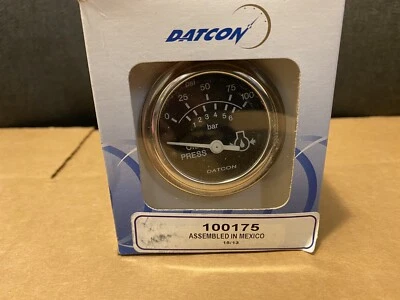 DATCON
PSI
0 25 50 75 100
1 2 3 4 5 6
bar
OIL
PRESS
DATCON
100175
ASSEMBLED IN MEXICO